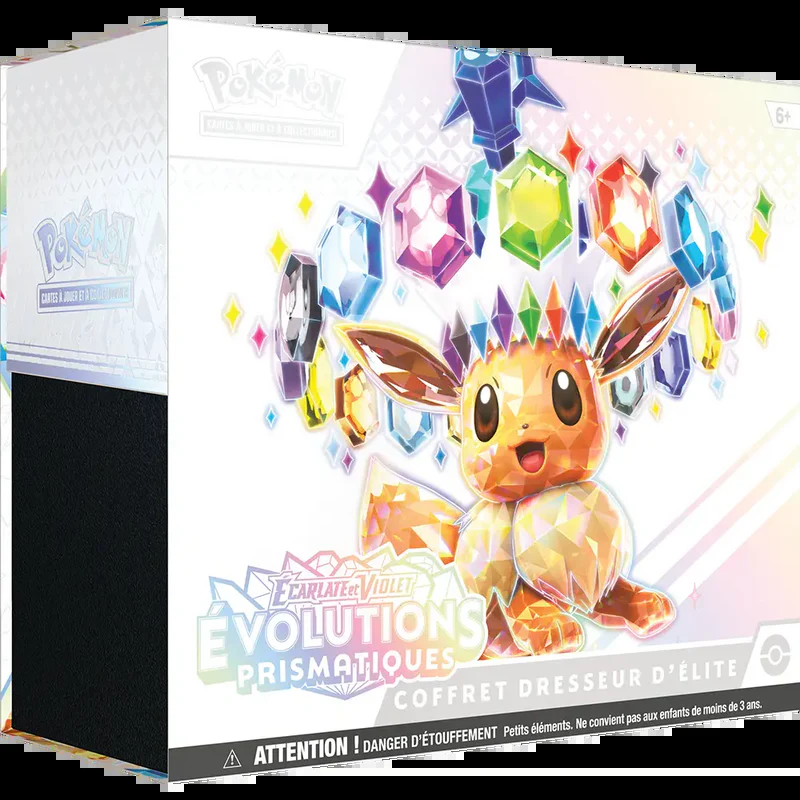 POKÉMON
CARTES À JOUER ET À COLLECTIONNER
6+
POKÉMON
CARTES À JOUER ET À COLLECTIONNER
ÉCARLATE et VIOLET
ÉVOLUTIONS
PRISMATIQUES
COFFRET DRESSEUR D'ÉLITE
ATTENTION ! DANGER D'ÉTOUFFEMENT Petits éléments. Ne convient pas aux enfants de moins de 3 ans.